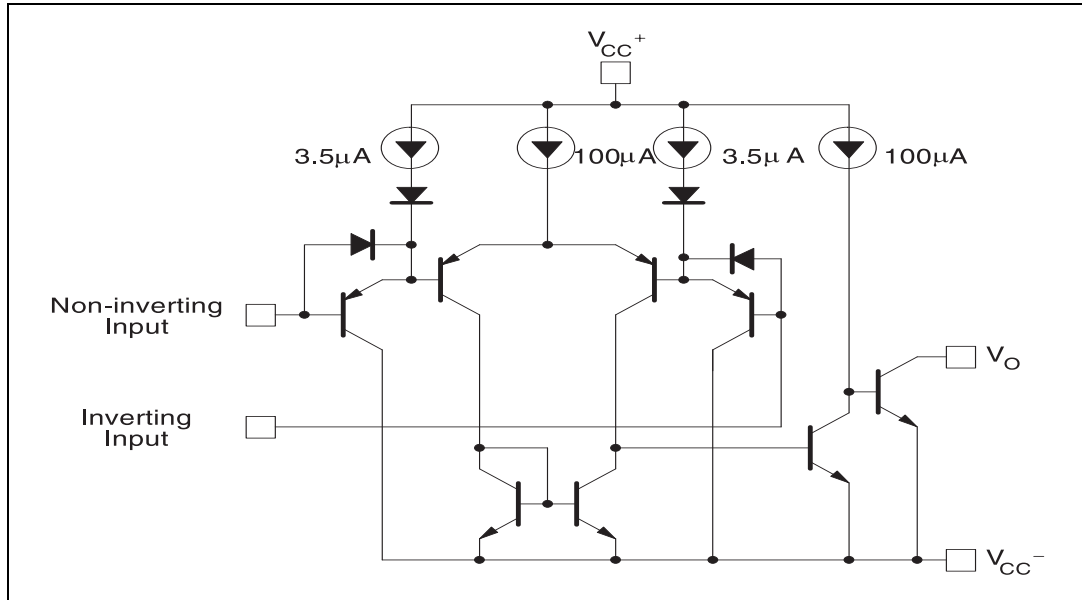 VCC+
3.5μA
100μA
3.5μA
100μA
Non-inverting
Input
VO
Inverting
Input
VCC−